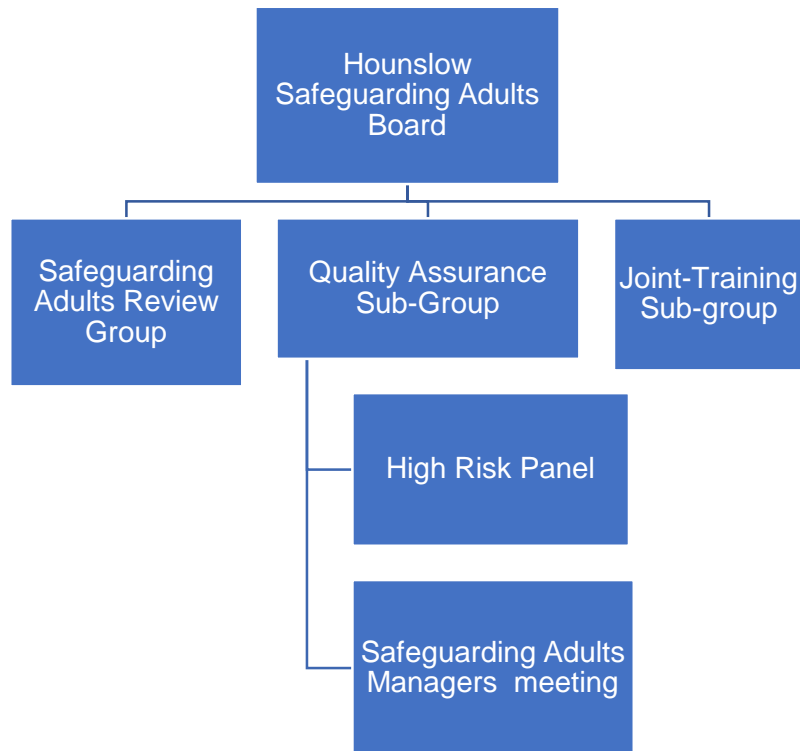 Hounslow
Safeguarding Adults
Board
Safeguarding
Adults Review
Group
Quality Assurance
Sub-Group
Joint-Training
Sub-group
High Risk Panel
Safeguarding Adults
Managers  meeting